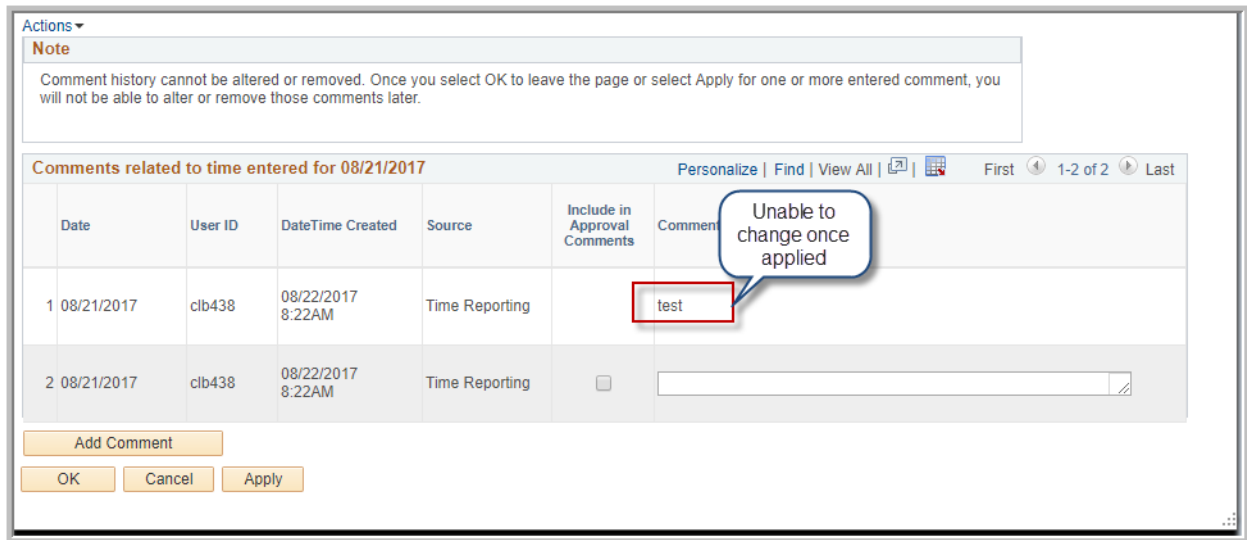 Actions
Note
Comment history cannot be altered or removed. Once you select OK to leave the page or select Apply for one or more entered comment, you
will not be able to alter or remove those comments later.
Comments related to time entered for 08/21/2017
Personalize | Find | View All | | First 1-2 of 2 Last
Date User ID DateTime Created Source Include in Approval Comments Comment
Unable to
change once
applied
1 08/21/2017 clb438 08/22/2017 8:22AM Time Reporting test
2 08/21/2017 clb438 08/22/2017 8:22AM Time Reporting
Add Comment
OK Cancel Apply